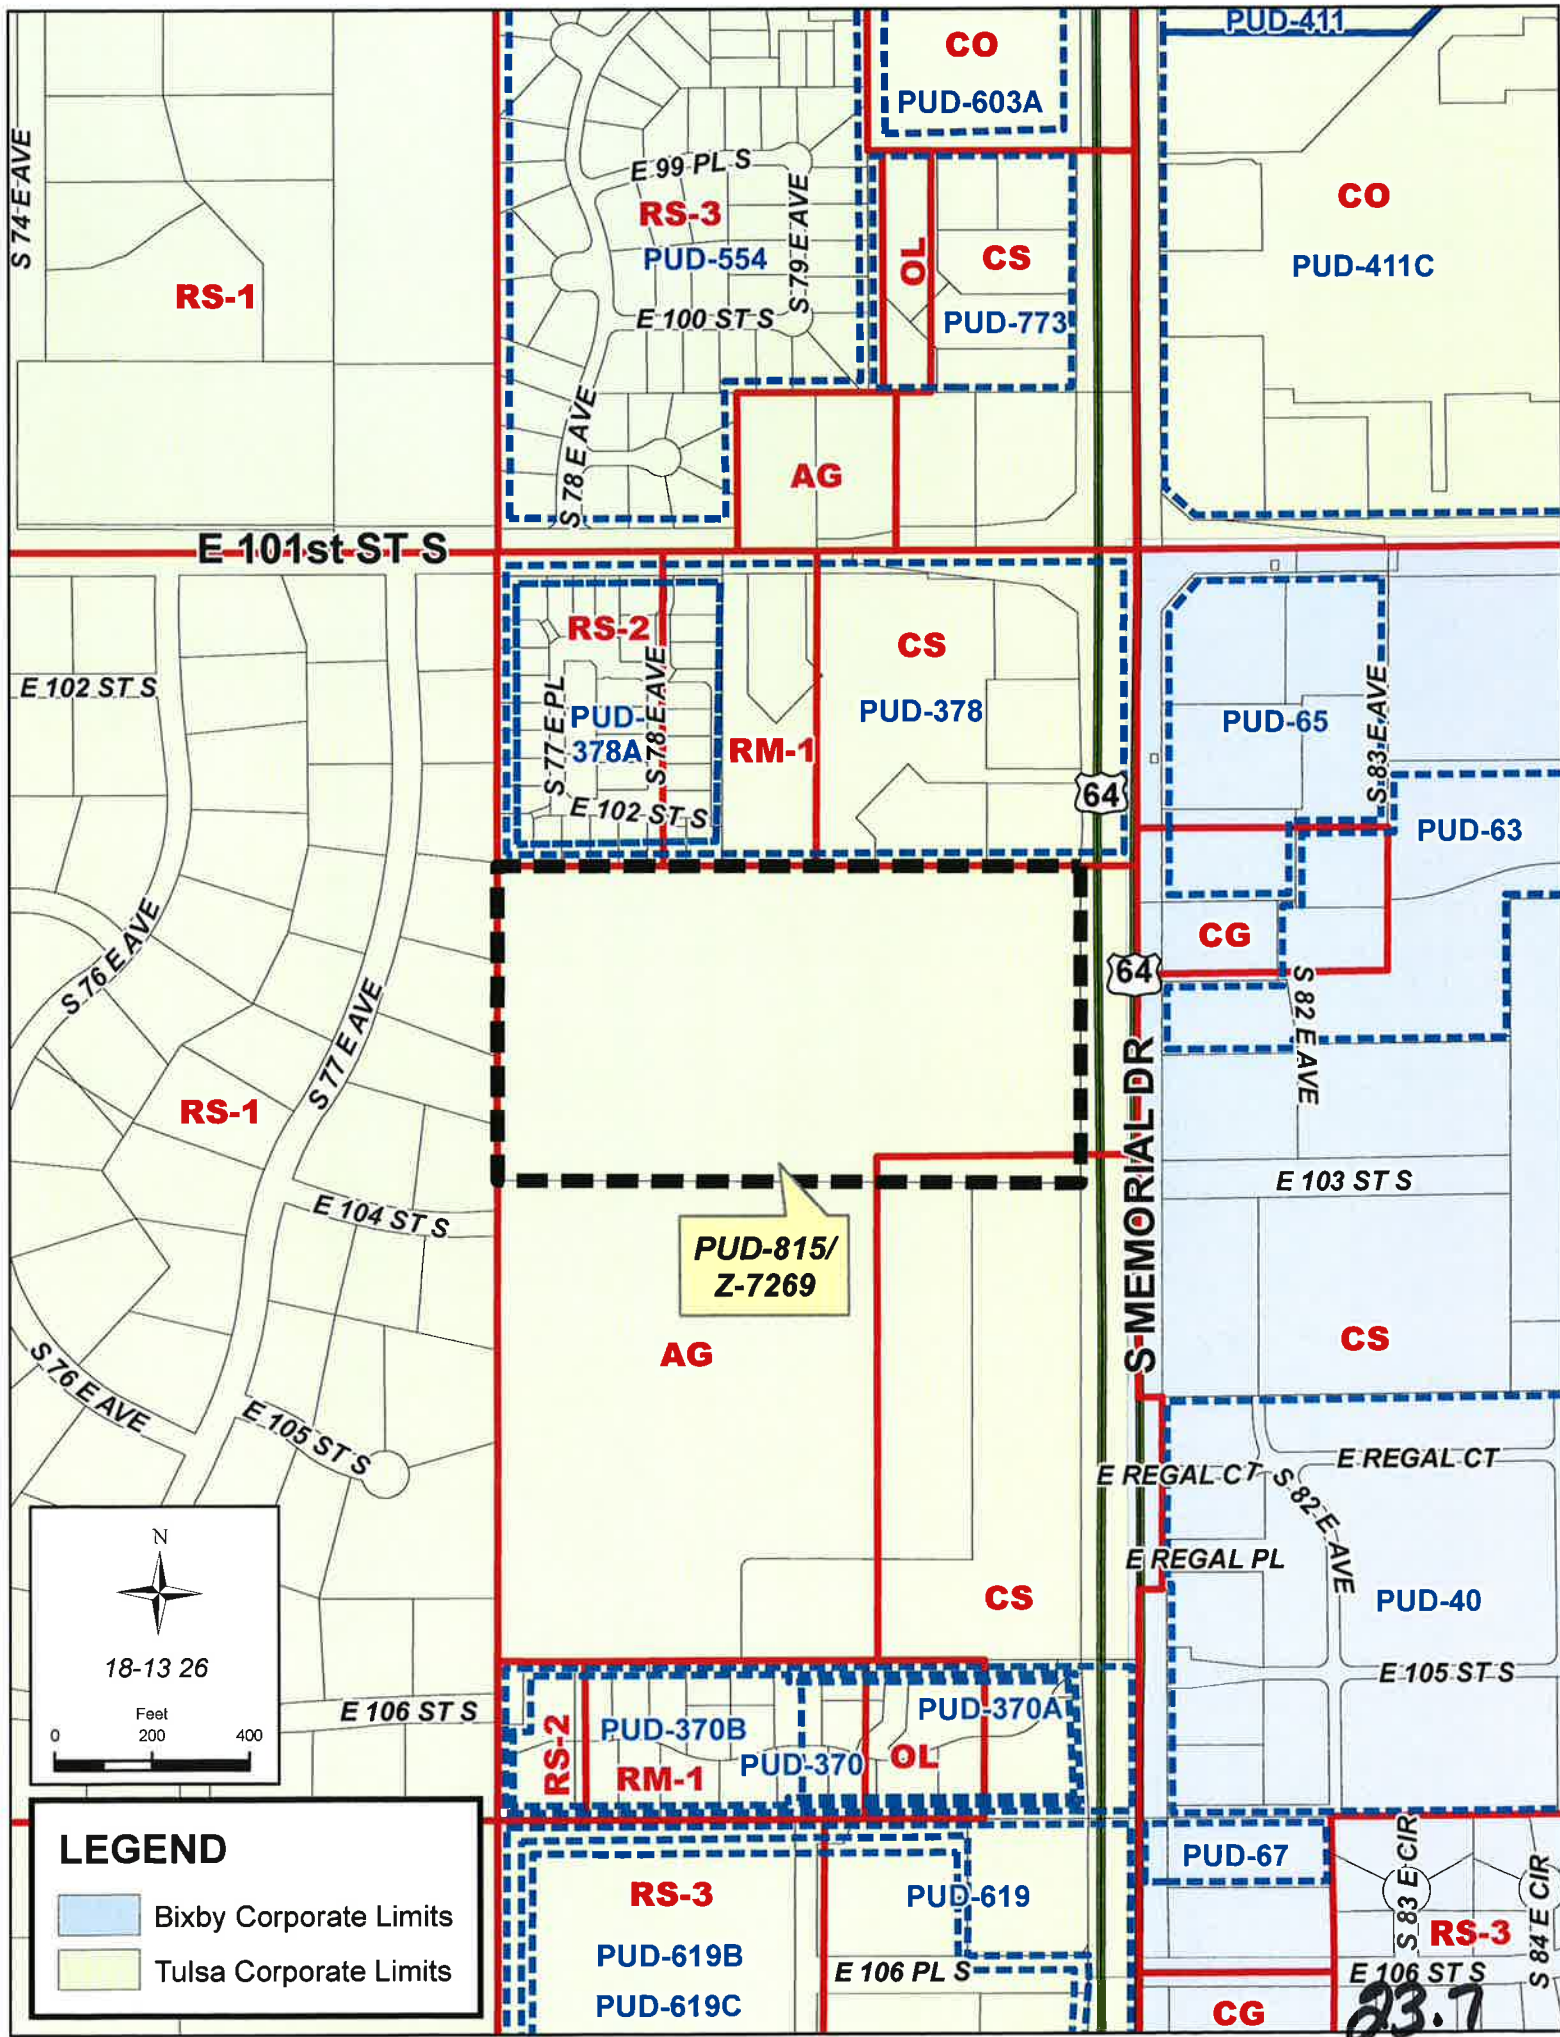 PUD-411
CO
PUD-603A
S 74 E AVE
E 99 PL S
RS-3
PUD-554
S 79 E AVE
OL
CS
PUD-773
CO
PUD-411C
RS-1
E 100 ST S
S 78 E AVE
AG
E 101st ST S
RS-2
CS
E 102 ST S
S 77 E PL
PUD-
378A
S 78 E AVE
RM-1
PUD-378
PUD-65
S 83 E AVE
E 102 ST S
64
PUD-63
S 76 E AVE
CG
64
S 77 E AVE
S 82 E AVE
RS-1
S MEMORIAL DR
E 103 ST S
E 104 ST S
PUD-815/
Z-7269
AG
CS
S 76 E AVE
E 105 ST S
E REGAL CT
E REGAL CT
S 82 E AVE
E REGAL PL
CS
PUD-40
N
18-13 26
Feet
0 200 400
E 106 ST S
RS-2
PUD-370B
RM-1
PUD-370
OL
PUD-370A
E 105 ST S
LEGEND
Bixby Corporate Limits
Tulsa Corporate Limits
RS-3
PUD-619
PUD-619B
PUD-619C
E 106 PL S
PUD-67
S 83 E CIR
RS-3
S 84 E CIR
E 106 ST S
CG
23.7